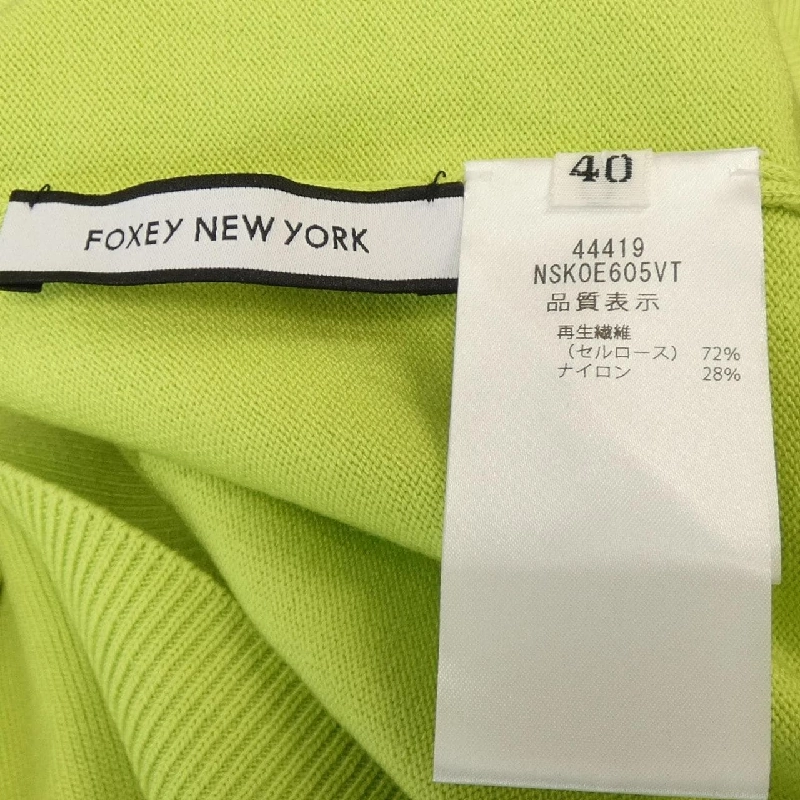 FOXEY NEW YORK
40
44419
NSKOE605VT
品質表示
再生繊維
（セルロース） 72%
ナイロン 28%